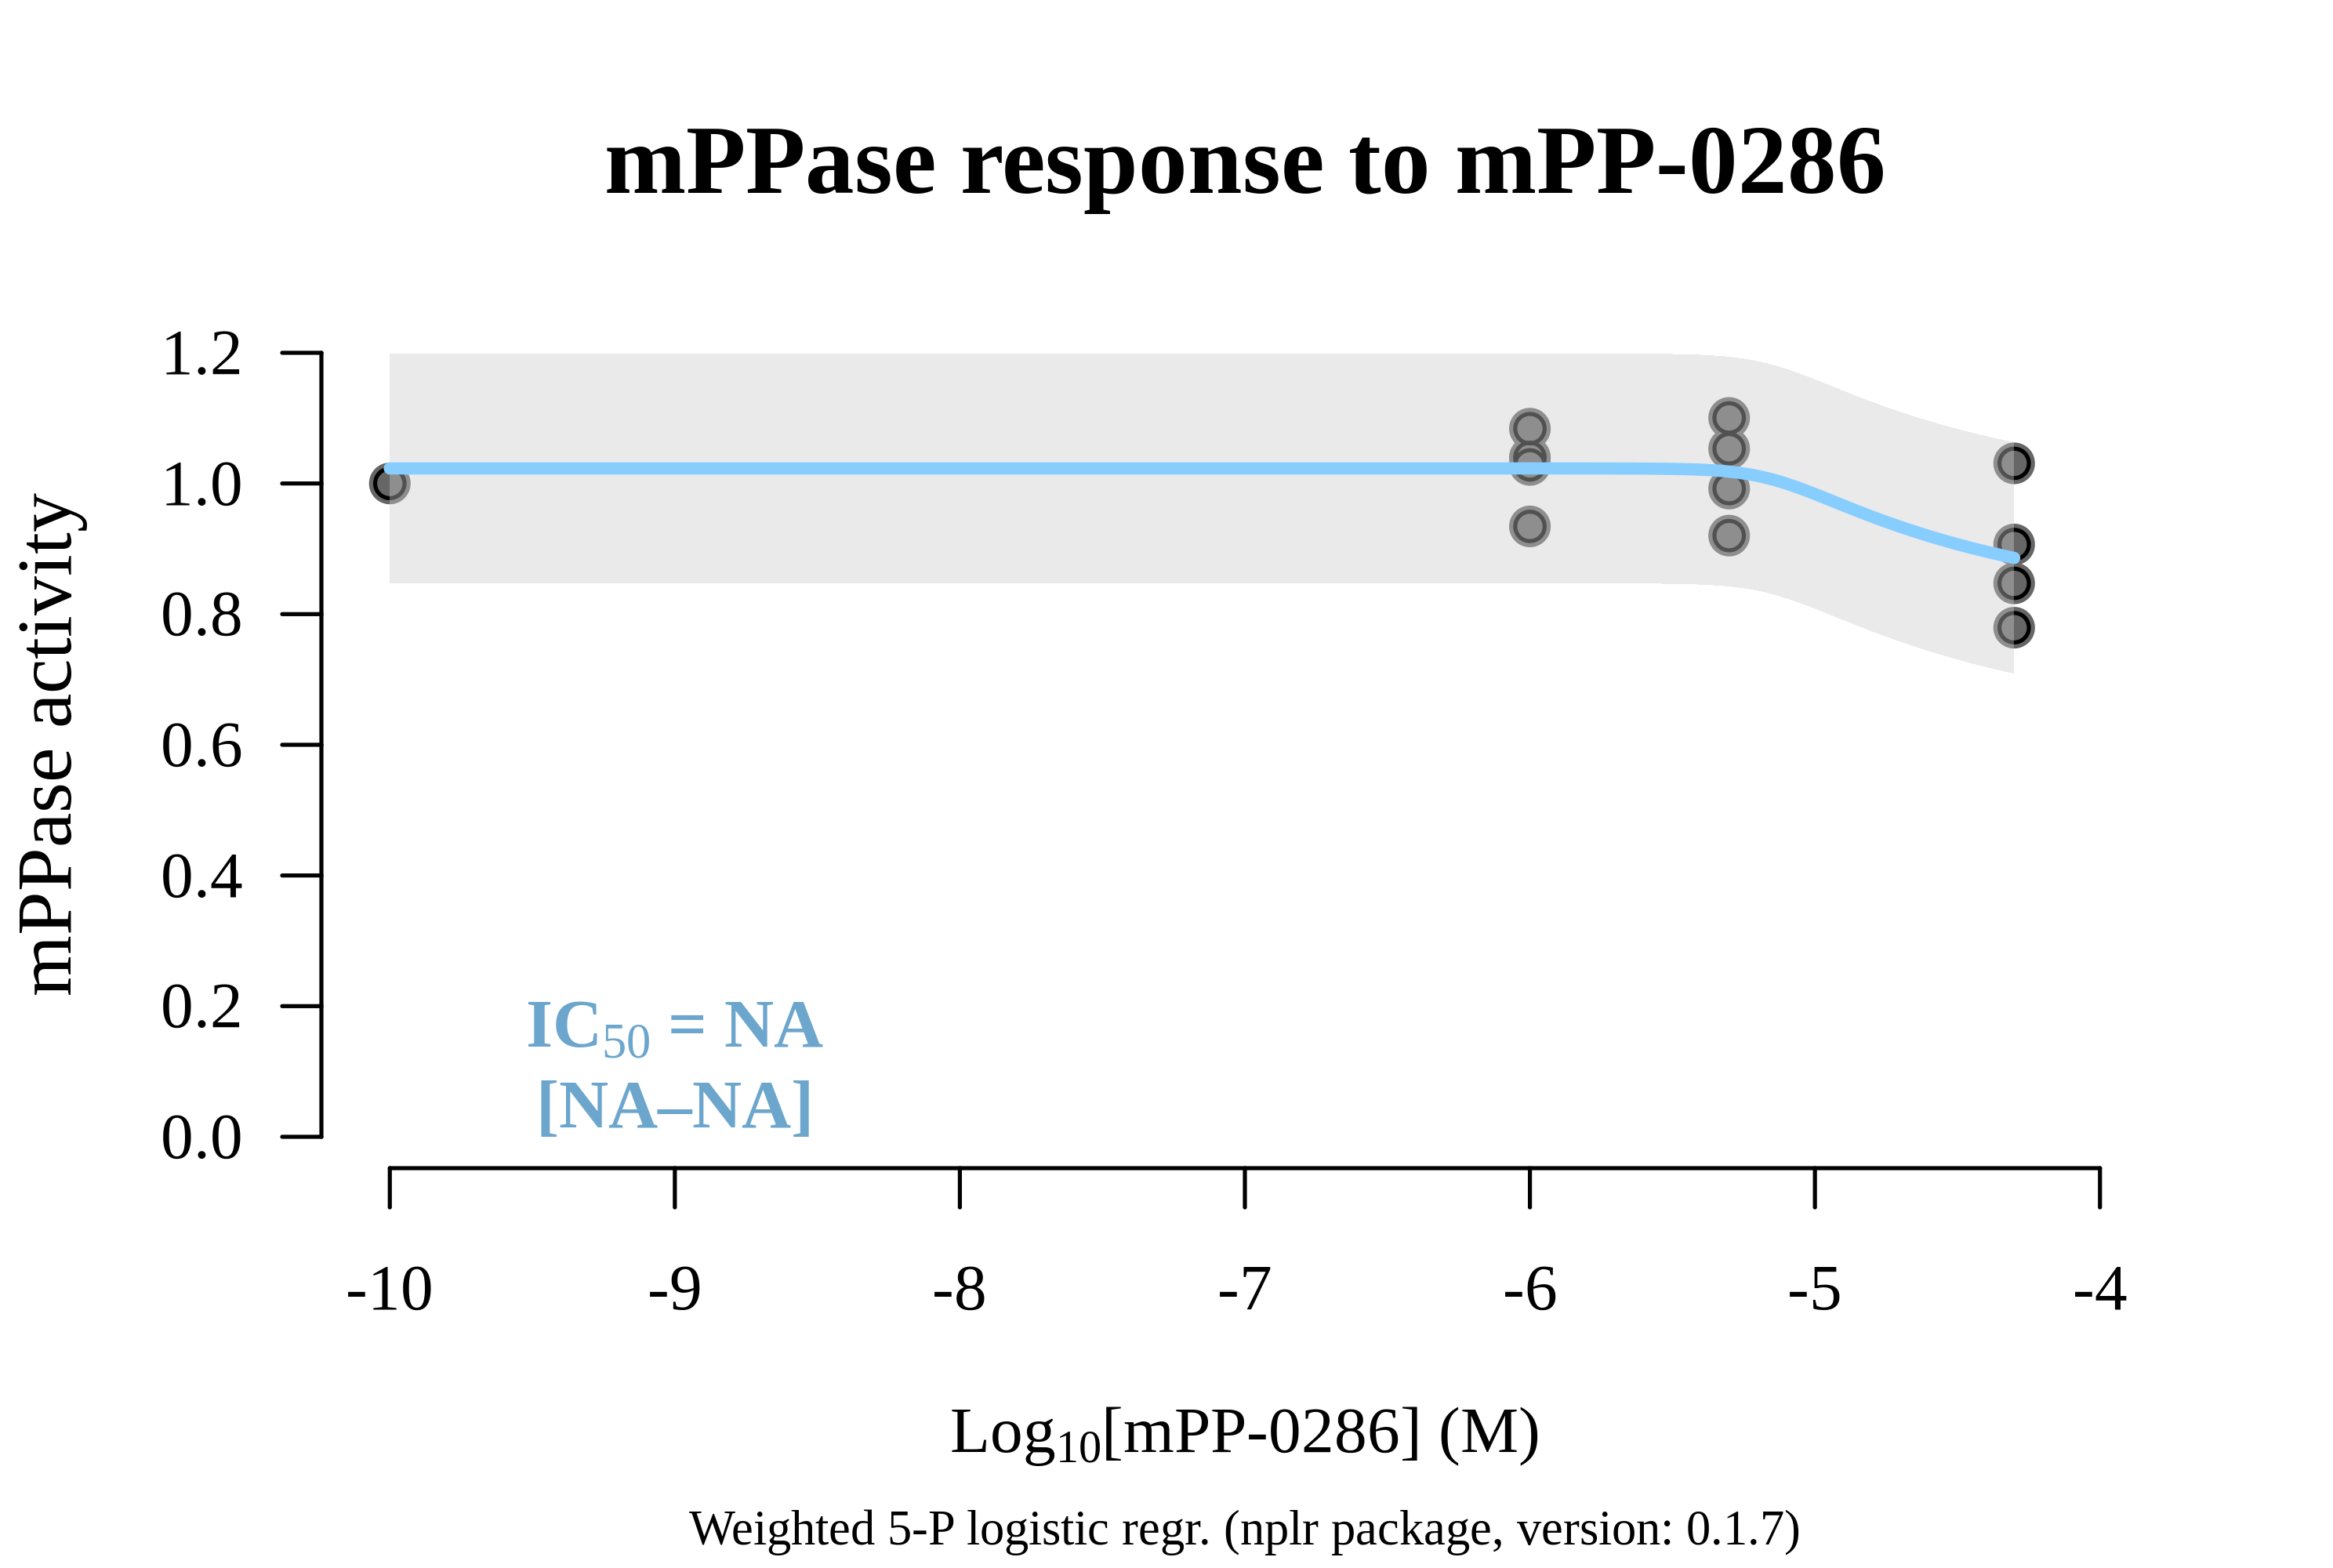 mPPase response to mPP-0286
mPPase activity
1.2
1.0
0.8
0.6
0.4
0.2
0.0
IC50 = NA
[NA–NA]
-10 -9 -8 -7 -6 -5 -4
Log10[mPP-0286] (M)
Weighted 5-P logistic regr. (nplr package, version: 0.1.7)